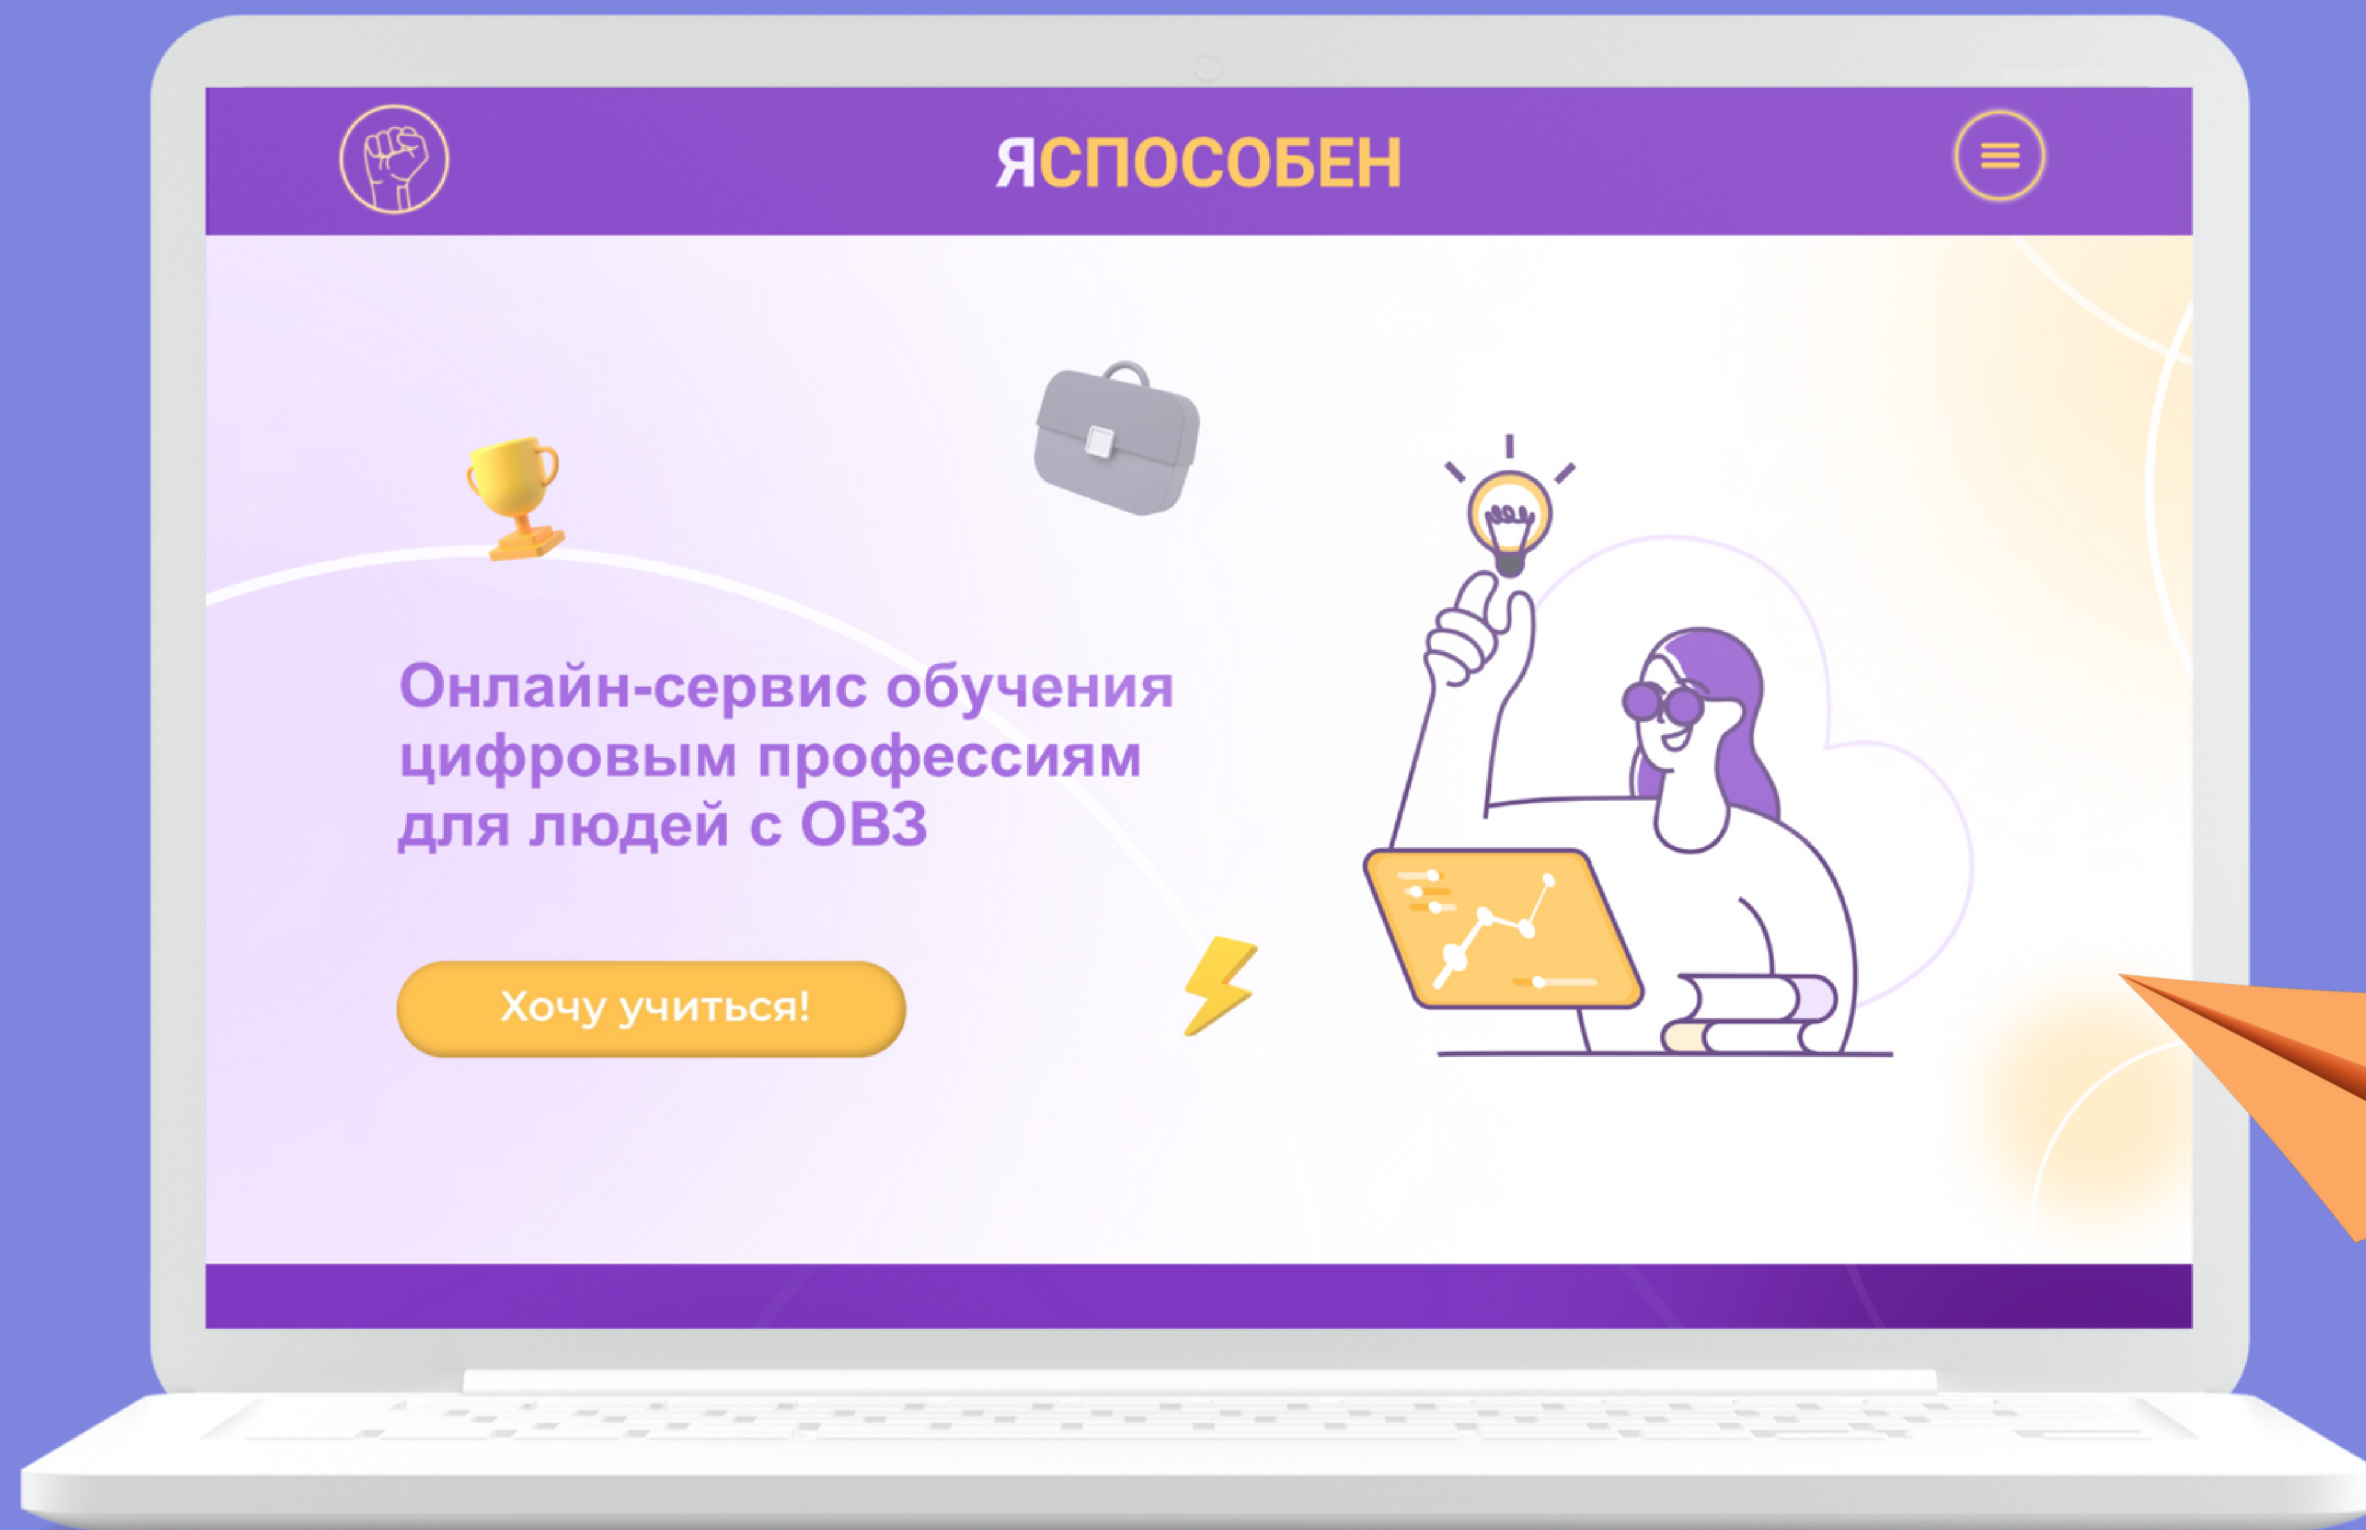 ЯСПОСОБЕН
Онлайн-сервис обучения
цифровым профессиям
для людей с ОВЗ
Хочу учиться!